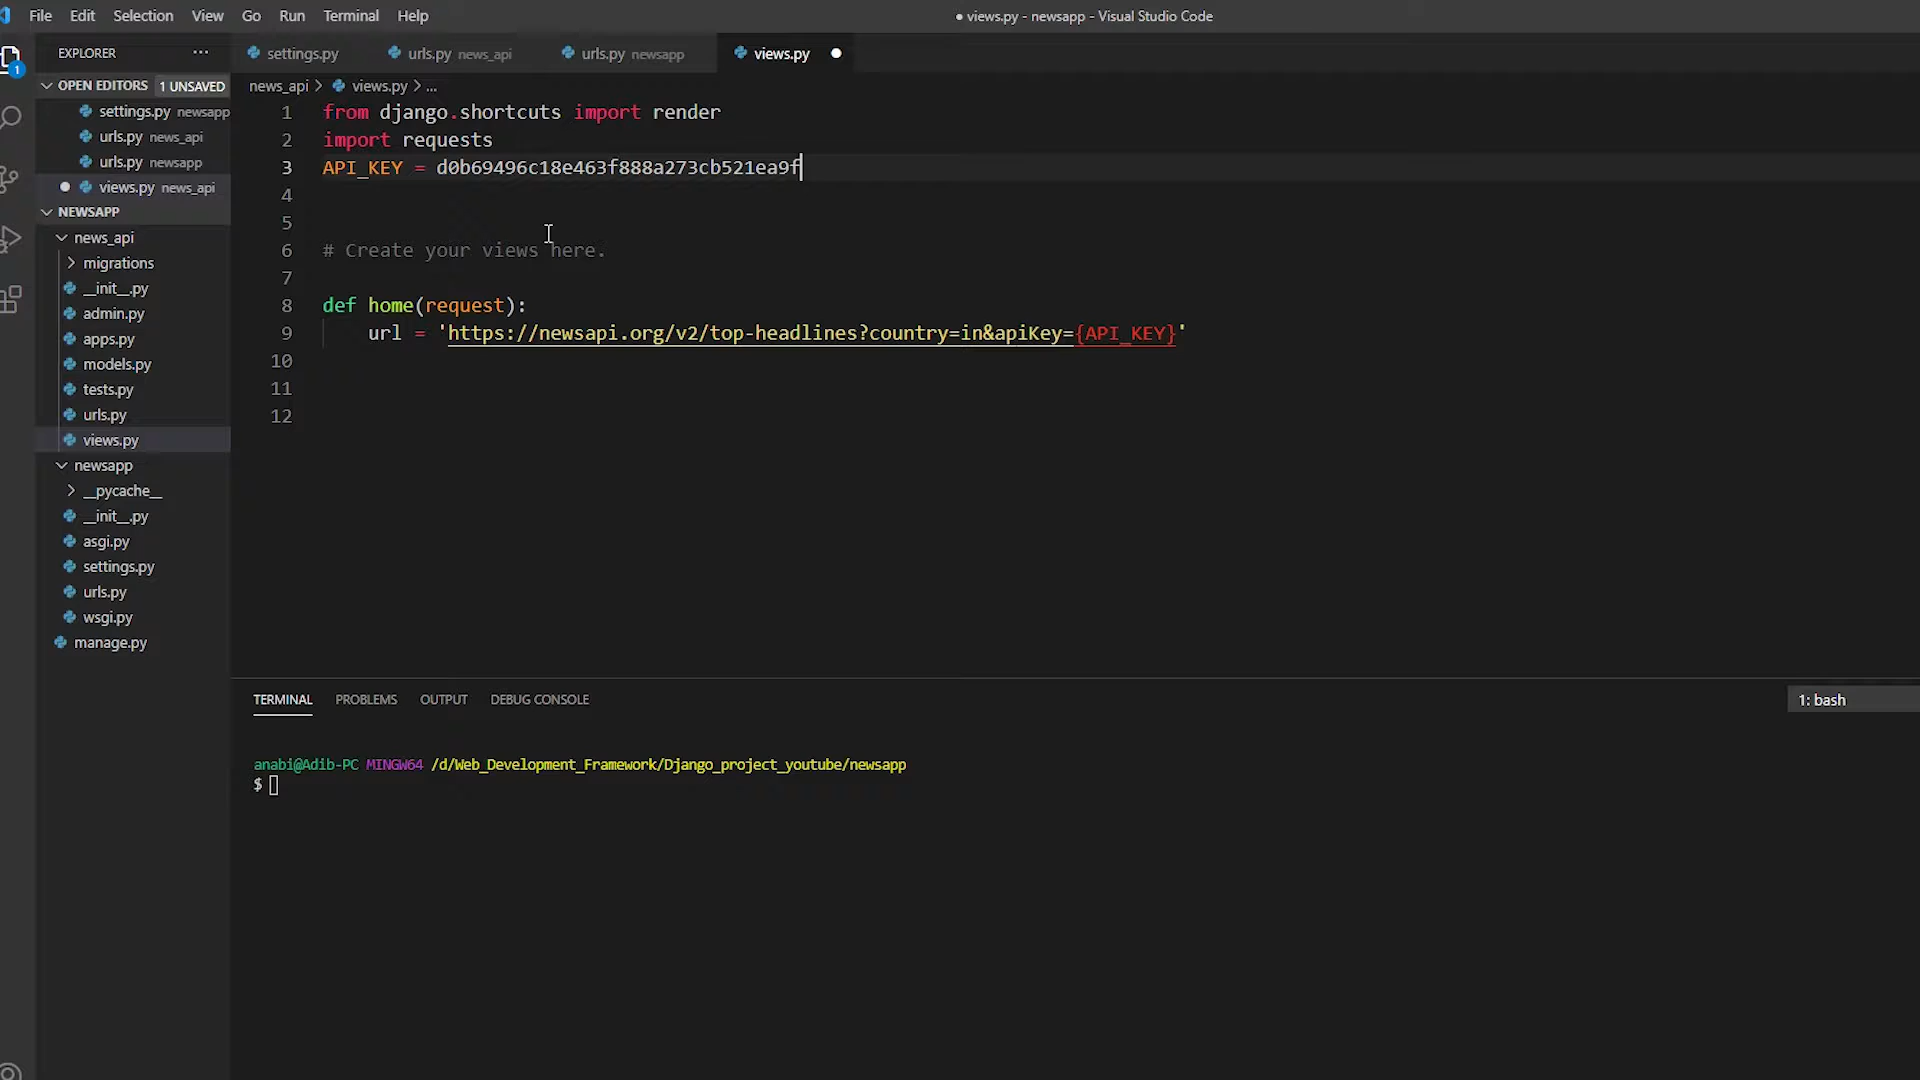 File Edit Selection View Go Run Terminal Help
● views.py - newsapp - Visual Studio Code
EXPLORER ···
settings.py
urls.py news_api
urls.py newsapp
views.py
1
OPEN EDITORS 1 UNSAVED
settings.py newsapp
urls.py news_api
urls.py newsapp
views.py news_api
NEWSAPP
news_api
migrations
__init__.py
admin.py
apps.py
models.py
tests.py
urls.py
views.py
newsapp
__pycache__
__init__.py
asgi.py
settings.py
urls.py
wsgi.py
manage.py
news_api > views.py > ...
1 from django.shortcuts import render
2 import requests
3 API_KEY = d0b69496c18e463f888a273cb521ea9f
4
5
6 # Create your views here.
7
8 def home(request):
9 url = 'https://newsapi.org/v2/top-headlines?country=in&apiKey={API_KEY}'
10
11
12
TERMINAL PROBLEMS OUTPUT DEBUG CONSOLE
1: bash
anabi@Adib-PC MINGW64 /d/Web_Development_Framework/Django_project_youtube/newsapp
$